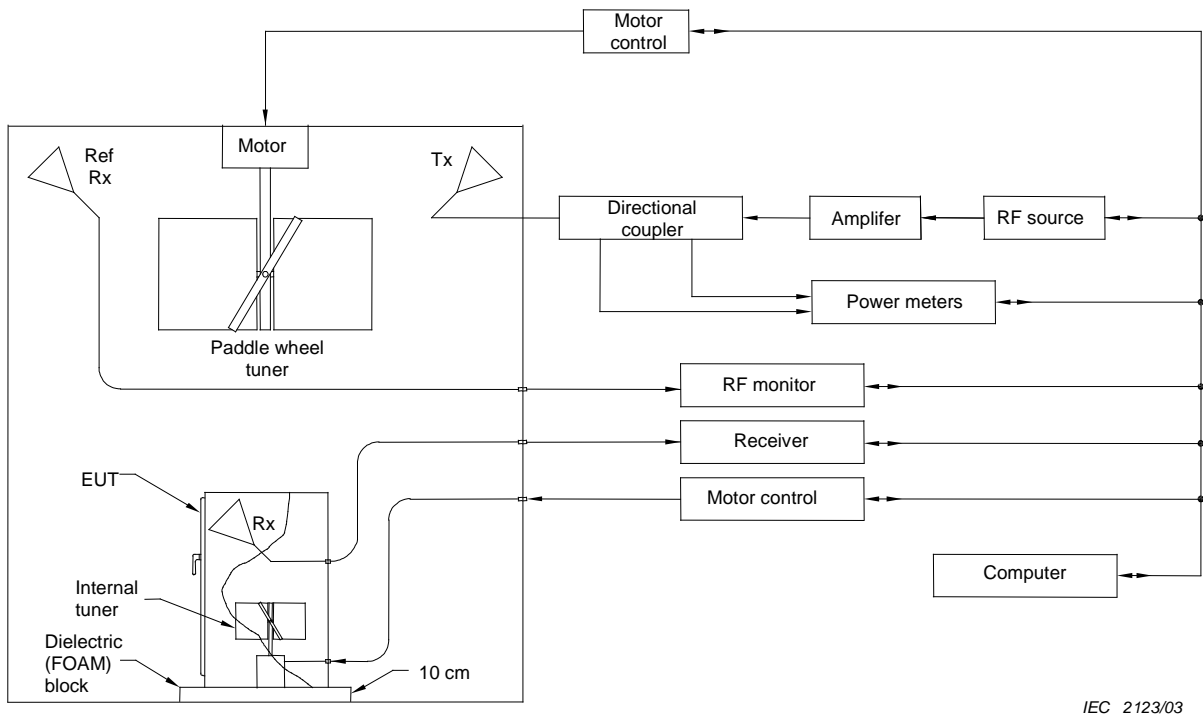 Motor
control
Motor
Ref
Rx
Tx
Directional
coupler
Amplifer
RF source
Power meters
Paddle wheel
tuner
RF monitor
Receiver
EUT
Motor control
Rx
Computer
Internal
tuner
Dielectric
(FOAM)
block
10 cm
IEC 2123/03